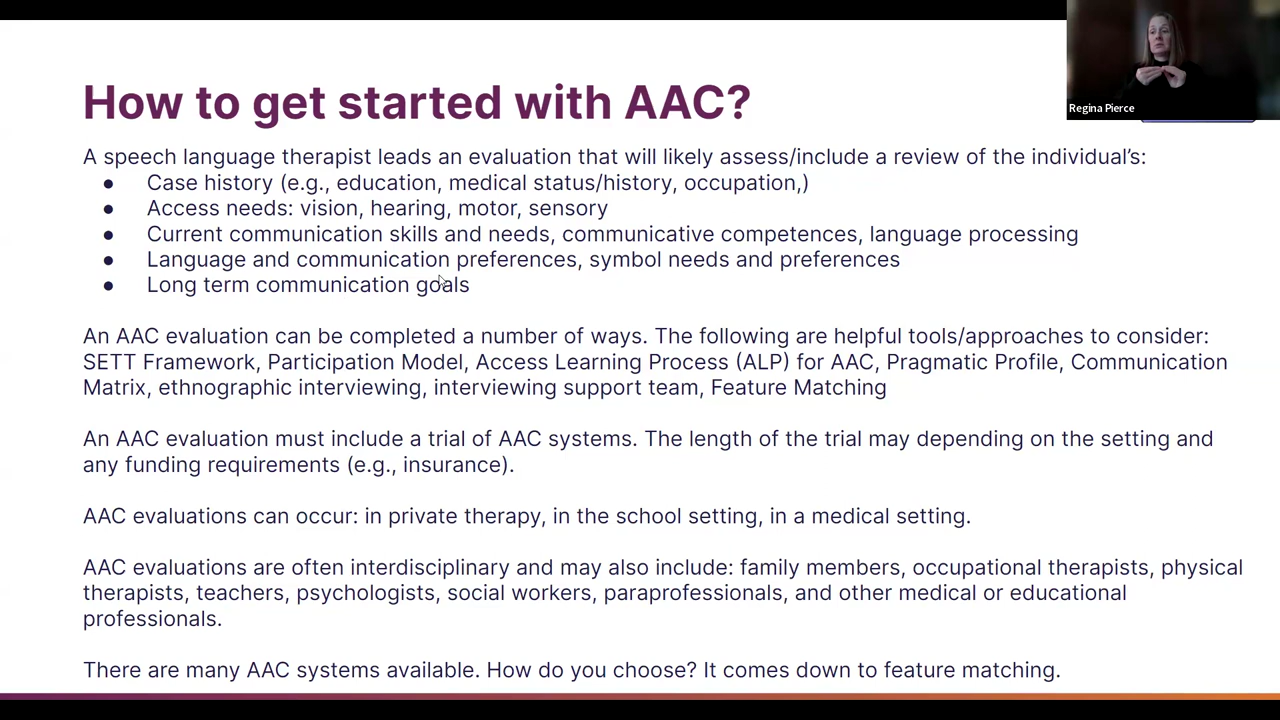 How to get started with AAC?
Regina Pierce
A speech language therapist leads an evaluation that will likely assess/include a review of the individual's:
● Case history (e.g., education, medical status/history, occupation,)
● Access needs: vision, hearing, motor, sensory
● Current communication skills and needs, communicative competences, language processing
● Language and communication preferences, symbol needs and preferences
● Long term communication goals
An AAC evaluation can be completed a number of ways. The following are helpful tools/approaches to consider:
SETT Framework, Participation Model, Access Learning Process (ALP) for AAC, Pragmatic Profile, Communication
Matrix, ethnographic interviewing, interviewing support team, Feature Matching
An AAC evaluation must include a trial of AAC systems. The length of the trial may depending on the setting and
any funding requirements (e.g., insurance).
AAC evaluations can occur: in private therapy, in the school setting, in a medical setting.
AAC evaluations are often interdisciplinary and may also include: family members, occupational therapists, physical
therapists, teachers, psychologists, social workers, paraprofessionals, and other medical or educational
professionals.
There are many AAC systems available. How do you choose? It comes down to feature matching.